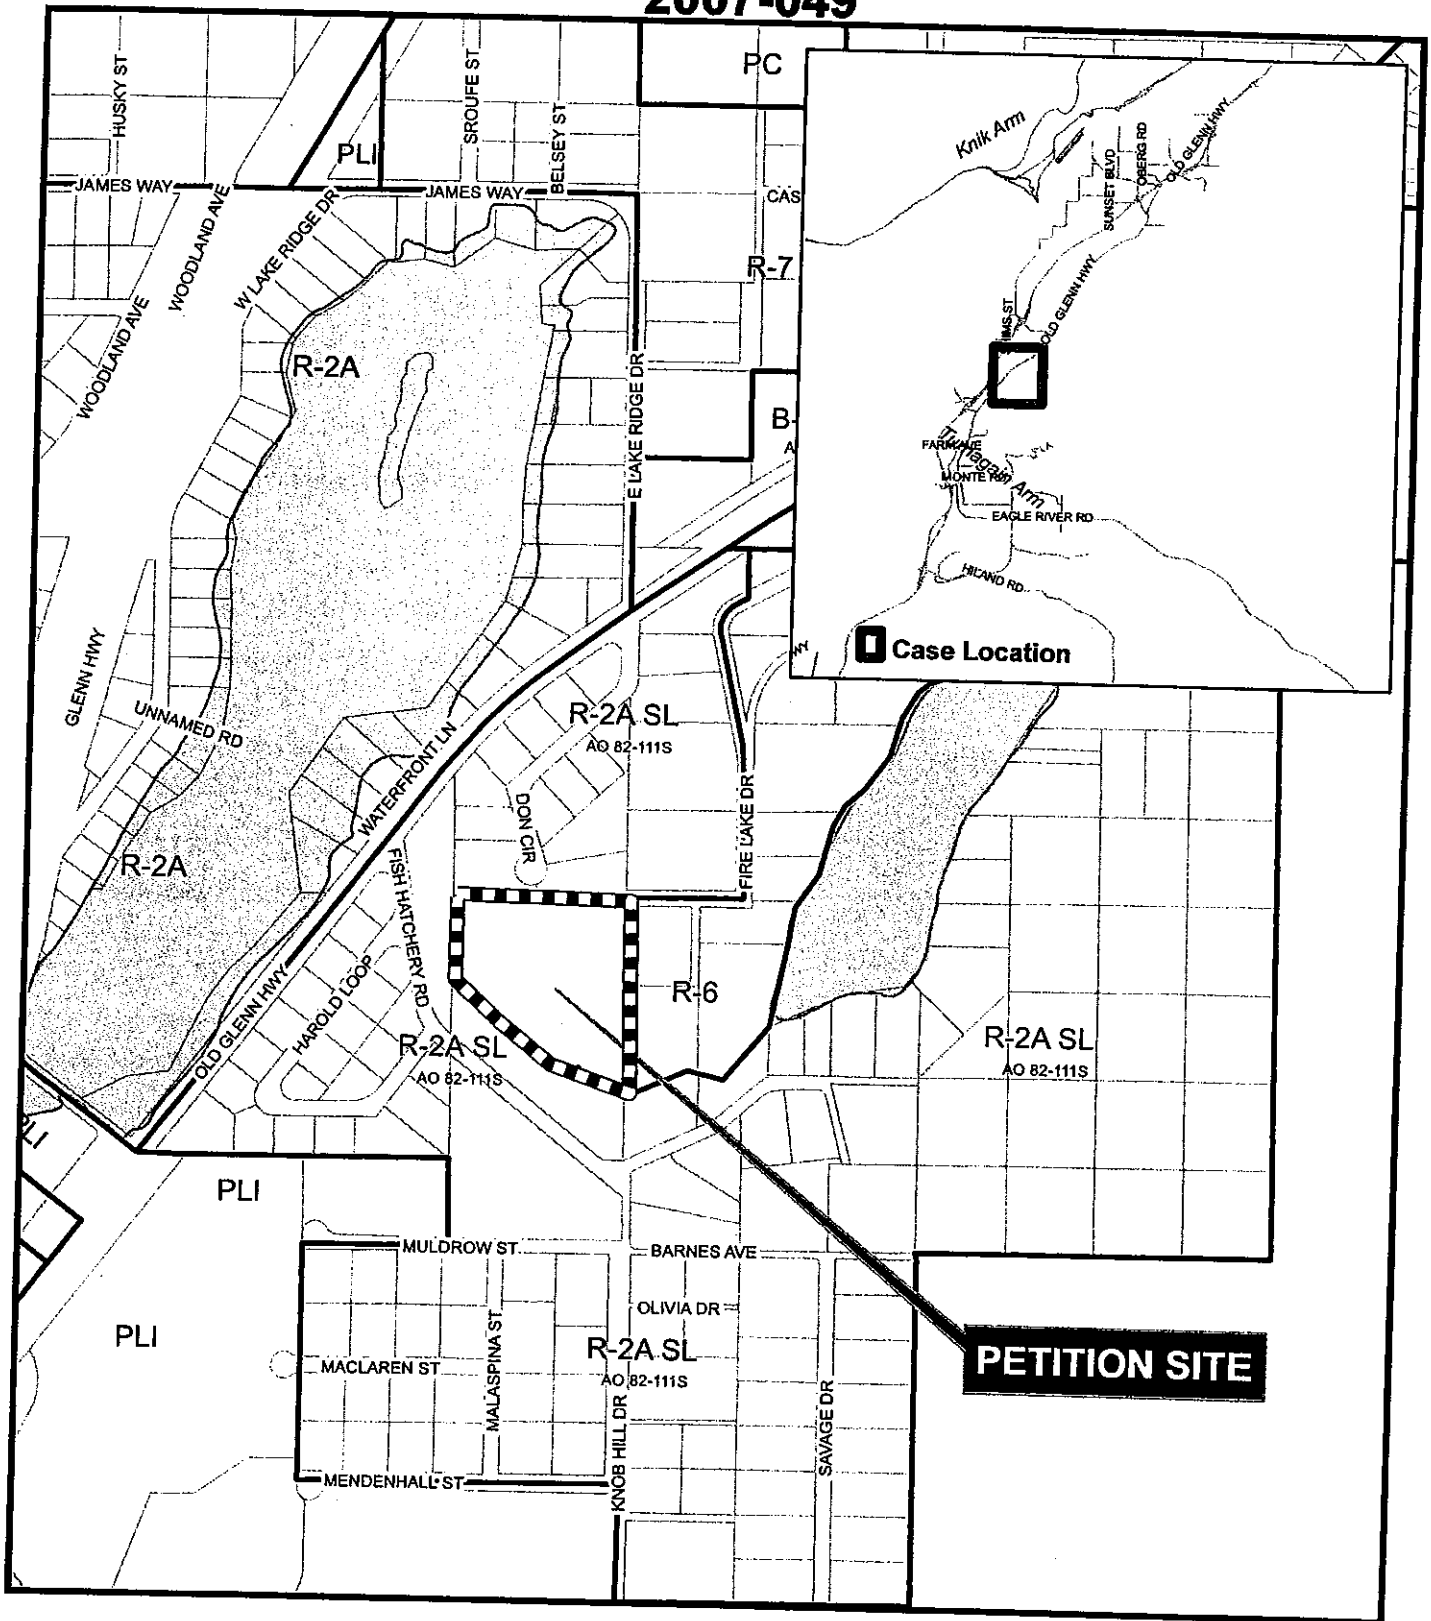 2007-049
HUSKY ST
SROUFE ST
BELSEY ST
PC
PLI
JAMES WAY
JAMES WAY
CAS
WOODLAND AVE
W LAKE RIDGE DR
R-7
WOODLAND AVE
R-2A
E LAKE RIDGE DR
B-
A
Knik Arm
SUNSET BLVD
OBERG RD
OLD GLENN HWY
OLD GLENN HWY
IMS ST
FARM AVE
Turnagain Arm
MONTE RD
EAGLE RIVER RD
HILAND RD
Case Location
WY
GLENN HWY
UNNAMED RD
R-2A SL
AO 82-111S
WATERFRONT LN
DON CIR
FIRE LAKE DR
R-2A
FISH HATCHERY RD
OLD GLENN HWY
HAROLD LOOP
R-6
R-2A SL
AO 82-111S
R-2A SL
AO 82-111S
PLI
PLI
MULDROW ST
BARNES AVE
OLIVIA DR
PLI
MALASPINA ST
MACLAREN ST
R-2A SL
AO 82-111S
PETITION SITE
KNOB HILL DR
SAVAGE DR
MENDENHALL ST